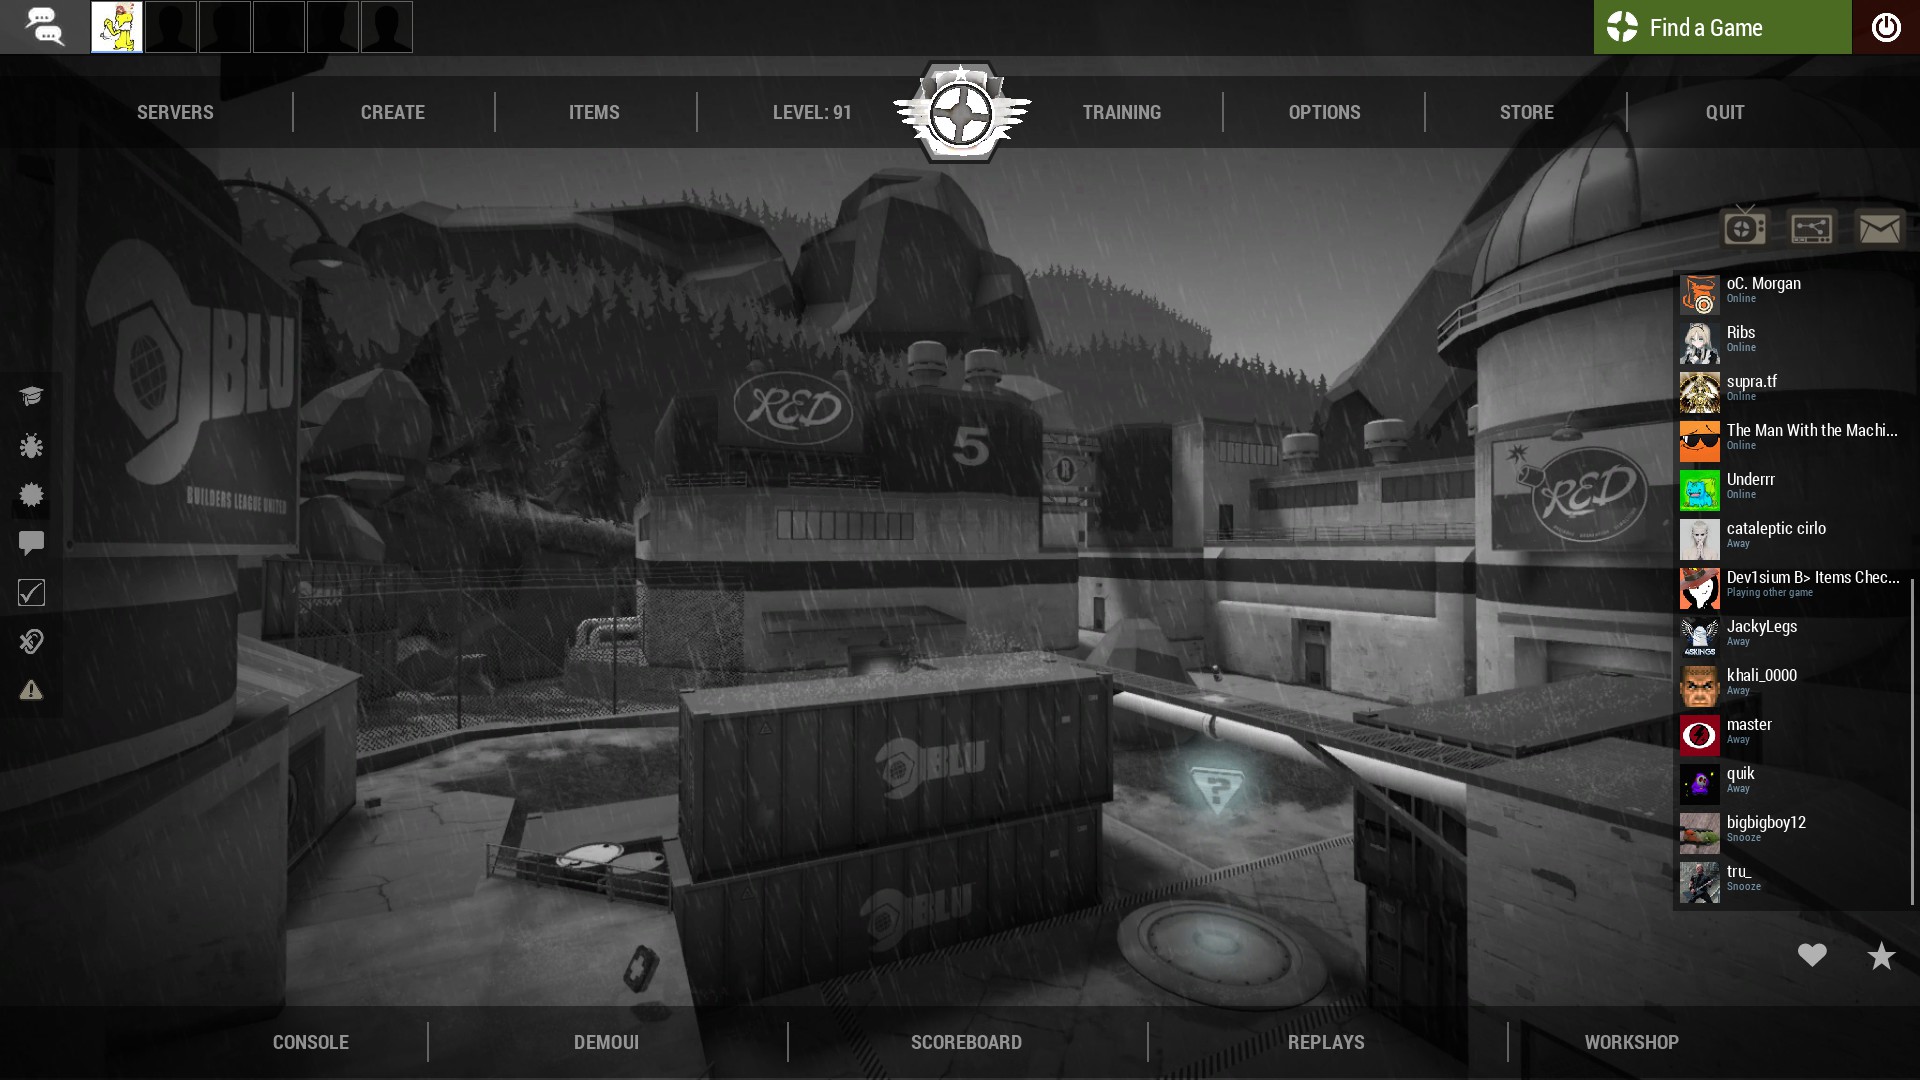 Find a Game
SERVERS
CREATE
ITEMS
LEVEL: 91
TRAINING
OPTIONS
STORE
QUIT
oC. Morgan
Online
Ribs
Online
supra.tf
Online
The Man With the Machi...
Online
Underrr
Online
cataleptic cirlo
Away
Dev1sium B> Items Chec...
Playing other game
JackyLegs
Away
khali_0000
Away
master
Away
quik
Away
bigbigboy12
Snooze
tru_
Snooze
BLU
BUILDERS LEAGUE UNITED
RED
5
R
RED
BLU
?
BLU
CONSOLE
DEMOUI
SCOREBOARD
REPLAYS
WORKSHOP